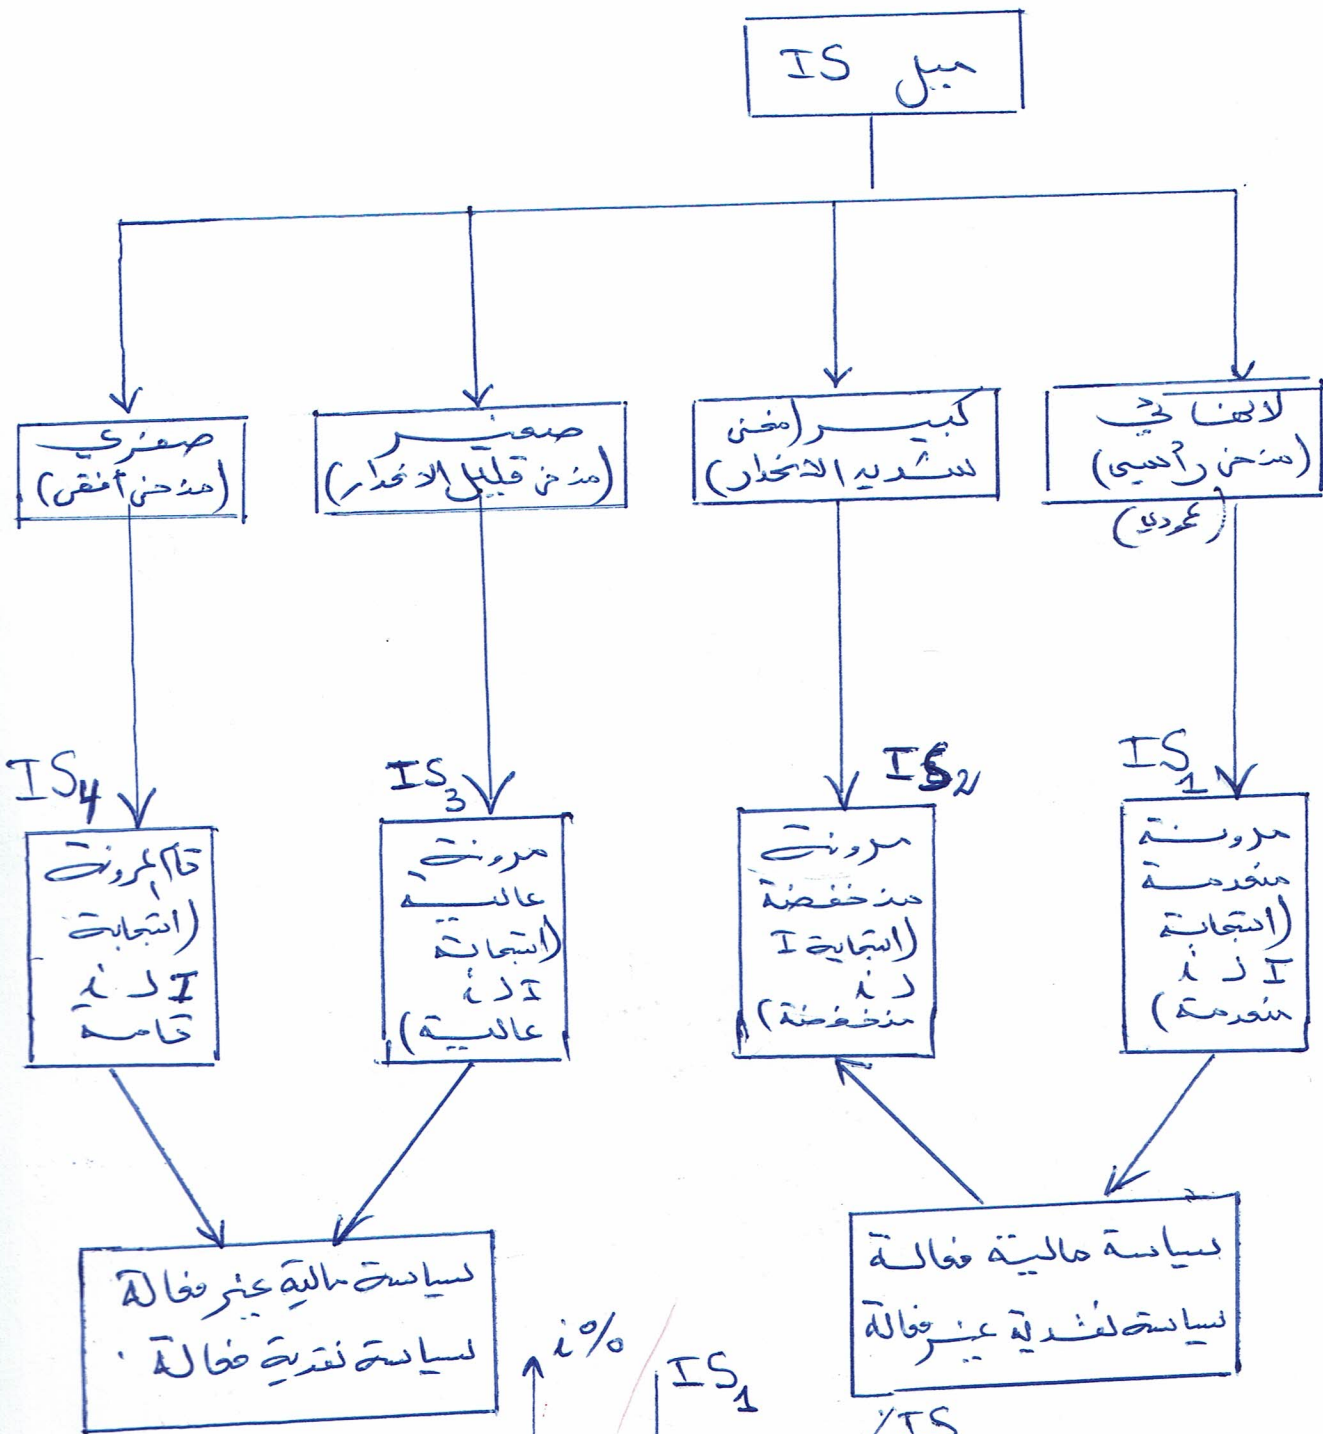 ميل IS
لانهائي
(منحنى رأسي)
(عمودي)
كبير (منحنى
شديد الانحدار)
صغير
(منحنى قليل الانحدار)
صفري
(منحنى أفقي)
IS1
مرونة
منعدمة
(استجابة
I ل i
منعدمة)
IS2
مرونة
منخفضة
(استجابة I
ل i
منخفضة)
IS3
مرونة
عالية
(استجابة
I ل i
عالية)
IS4
تام المرونة
(استجابة
I ل i
تامة
سياسة مالية فعالة
سياسة نقدية غير فعالة
سياسة مالية غير فعالة
سياسة نقدية فعالة .
i%
IS1
IS